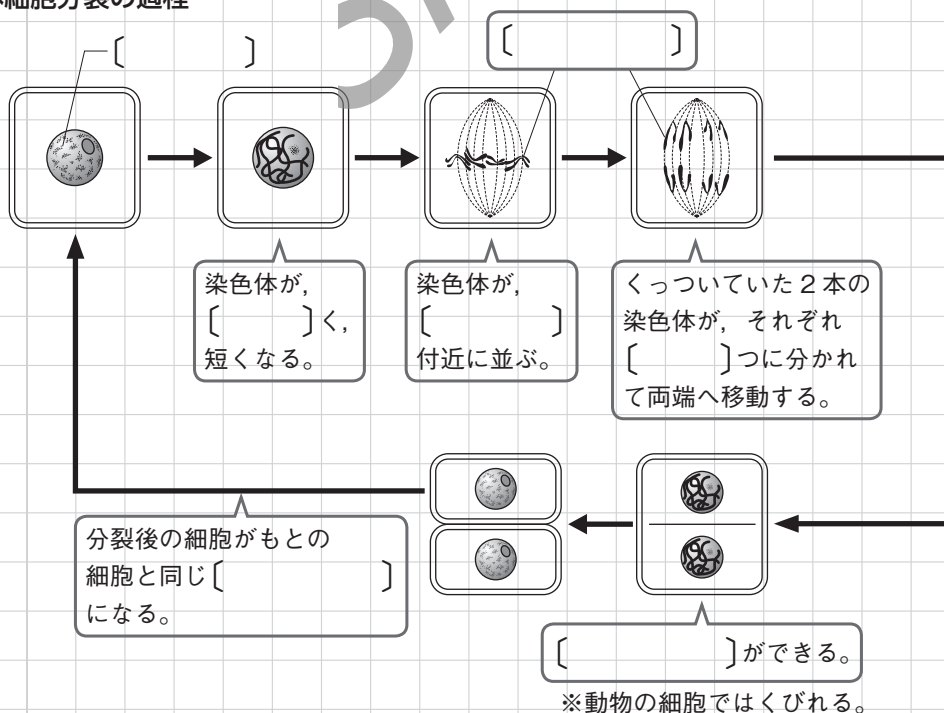 細胞分裂の過程
〔　　　　〕
〔　　　　　〕
染色体が，
〔　　　〕く，
短くなる。
染色体が，
〔　　　　　〕
付近に並ぶ。
くっついていた２本の
染色体が，それぞれ
〔　　　〕つに分かれ
て両端へ移動する。
分裂後の細胞がもとの
細胞と同じ〔　　　　　〕
になる。
〔　　　　　〕ができる。
※動物の細胞ではくびれる。